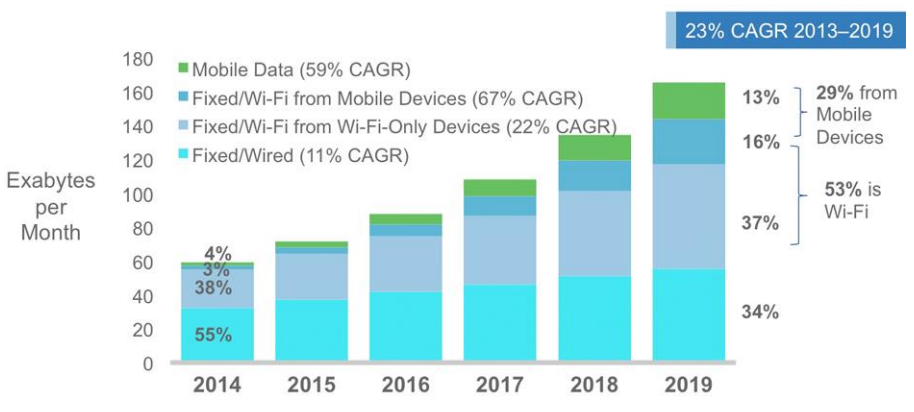 23% CAGR 2013–2019
180
160
140
120
100
80
60
40
20
0
Exabytes
per
Month
Mobile Data (59% CAGR)
Fixed/Wi-Fi from Mobile Devices (67% CAGR)
Fixed/Wi-Fi from Wi-Fi-Only Devices (22% CAGR)
Fixed/Wired (11% CAGR)
4%
3%
38%
55%
13%
16%
37%
34%
29% from
Mobile
Devices
53% is
Wi-Fi
2014 2015 2016 2017 2018 2019